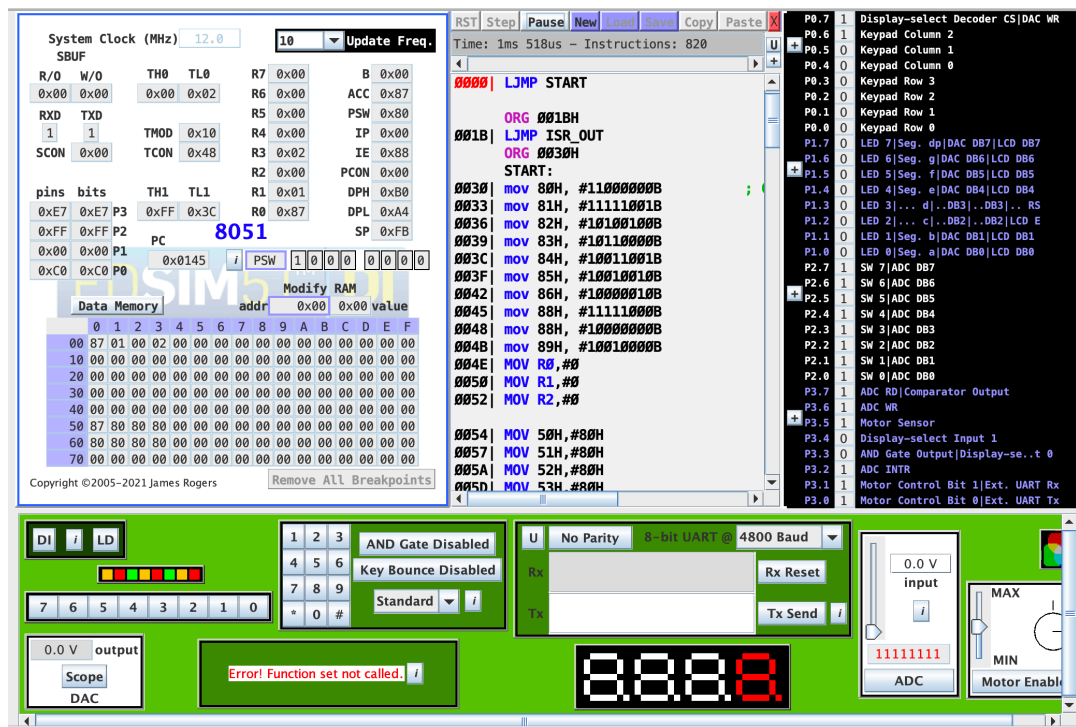 System Clock (MHz) 12.0
10 Update Freq.
SBUF
R/O W/O TH0 TL0 R7 0x00 B 0x00
0x00 0x00 0x00 0x02 R6 0x00 ACC 0x87
RXD TXD R5 0x00 PSW 0x80
1 1 TMOD 0x10 R4 0x00 IP 0x00
SCON 0x00 TCON 0x48 R3 0x02 IE 0x88
R2 0x00 PCON 0x00
pins bits TH1 TL1 R1 0x01 DPH 0xB0
0xE7 0xE7 P3 0xFF 0x3C R0 0x87 DPL 0xA4
0xFF 0xFF P2 8051 SP 0xFB
0x00 0x00 P1 PC
0xC0 0xC0 P0 0x0145 i PSW 1 0 0 0 0 0 0 0
EDSIM51DI
Modify RAM
Data Memory addr 0x00 0x00 value
0 1 2 3 4 5 6 7 8 9 A B C D E F
00 87 01 00 02 00 00 00 00 00 00 00 00 00 00 00 00
10 00 00 00 00 00 00 00 00 00 00 00 00 00 00 00 00
20 00 00 00 00 00 00 00 00 00 00 00 00 00 00 00 00
30 00 00 00 00 00 00 00 00 00 00 00 00 00 00 00 00
40 00 00 00 00 00 00 00 00 00 00 00 00 00 00 00 00
50 87 80 80 80 00 00 00 00 00 00 00 00 00 00 00 00
60 80 80 80 80 00 00 00 00 00 00 00 00 00 00 00 00
70 00 00 00 00 00 00 00 00 00 00 00 00 00 00 00 00
Copyright ©2005-2021 James Rogers
Remove All Breakpoints
RST Step Pause New Load Save Copy Paste X
Time: 1ms 518us - Instructions: 820 U
+
0000| LJMP START
ORG 001BH
001B| LJMP ISR_OUT
ORG 0030H
START:
0030| mov 80H, #11000000B ;
0033| mov 81H, #11111001B
0036| mov 82H, #10100100B
0039| mov 83H, #10110000B
003C| mov 84H, #10011001B
003F| mov 85H, #10010010B
0042| mov 86H, #10000010B
0045| mov 88H, #11111000B
0048| mov 88H, #10000000B
004B| mov 89H, #10010000B
004E| MOV R0,#0
0050| MOV R1,#0
0052| MOV R2,#0
0054| MOV 50H,#80H
0057| MOV 51H,#80H
005A| MOV 52H,#80H
005D| MOV 53H,#80H
P0.7 1 Display-select Decoder CS|DAC WR
P0.6 1 Keypad Column 2
P0.5 0 Keypad Column 1
P0.4 0 Keypad Column 0
P0.3 0 Keypad Row 3
P0.2 0 Keypad Row 2
P0.1 0 Keypad Row 1
P0.0 0 Keypad Row 0
P1.7 0 LED 7|Seg. dp|DAC DB7|LCD DB7
P1.6 0 LED 6|Seg. g|DAC DB6|LCD DB6
P1.5 0 LED 5|Seg. f|DAC DB5|LCD DB5
P1.4 0 LED 4|Seg. e|DAC DB4|LCD DB4
P1.3 0 LED 3|... d|..DB3|..DB3|.. RS
P1.2 0 LED 2|... c|..DB2|..DB2|LCD E
P1.1 0 LED 1|Seg. b|DAC DB1|LCD DB1
P1.0 0 LED 0|Seg. a|DAC DB0|LCD DB0
P2.7 1 SW 7|ADC DB7
P2.6 1 SW 6|ADC DB6
P2.5 1 SW 5|ADC DB5
P2.4 1 SW 4|ADC DB4
P2.3 1 SW 3|ADC DB3
P2.2 1 SW 2|ADC DB2
P2.1 1 SW 1|ADC DB1
P2.0 1 SW 0|ADC DB0
P3.7 1 ADC RD|Comparator Output
P3.6 1 ADC WR
P3.5 1 Motor Sensor
P3.4 0 Display-select Input 1
P3.3 0 AND Gate Output|Display-se..t 0
P3.2 1 ADC INTR
P3.1 1 Motor Control Bit 1|Ext. UART Rx
P3.0 1 Motor Control Bit 0|Ext. UART Tx
DI i LD
7 6 5 4 3 2 1 0
1 2 3
4 5 6
7 8 9
* 0 #
AND Gate Disabled
Key Bounce Disabled
Standard i
U No Parity 8-bit UART @ 4800 Baud
Rx Rx Reset
Tx Tx Send i
0.0 V
input
i
11111111
ADC
MAX
MIN
Motor Enabl
0.0 V output
Scope
DAC
Error! Function set not called. i
8.8.8.8.